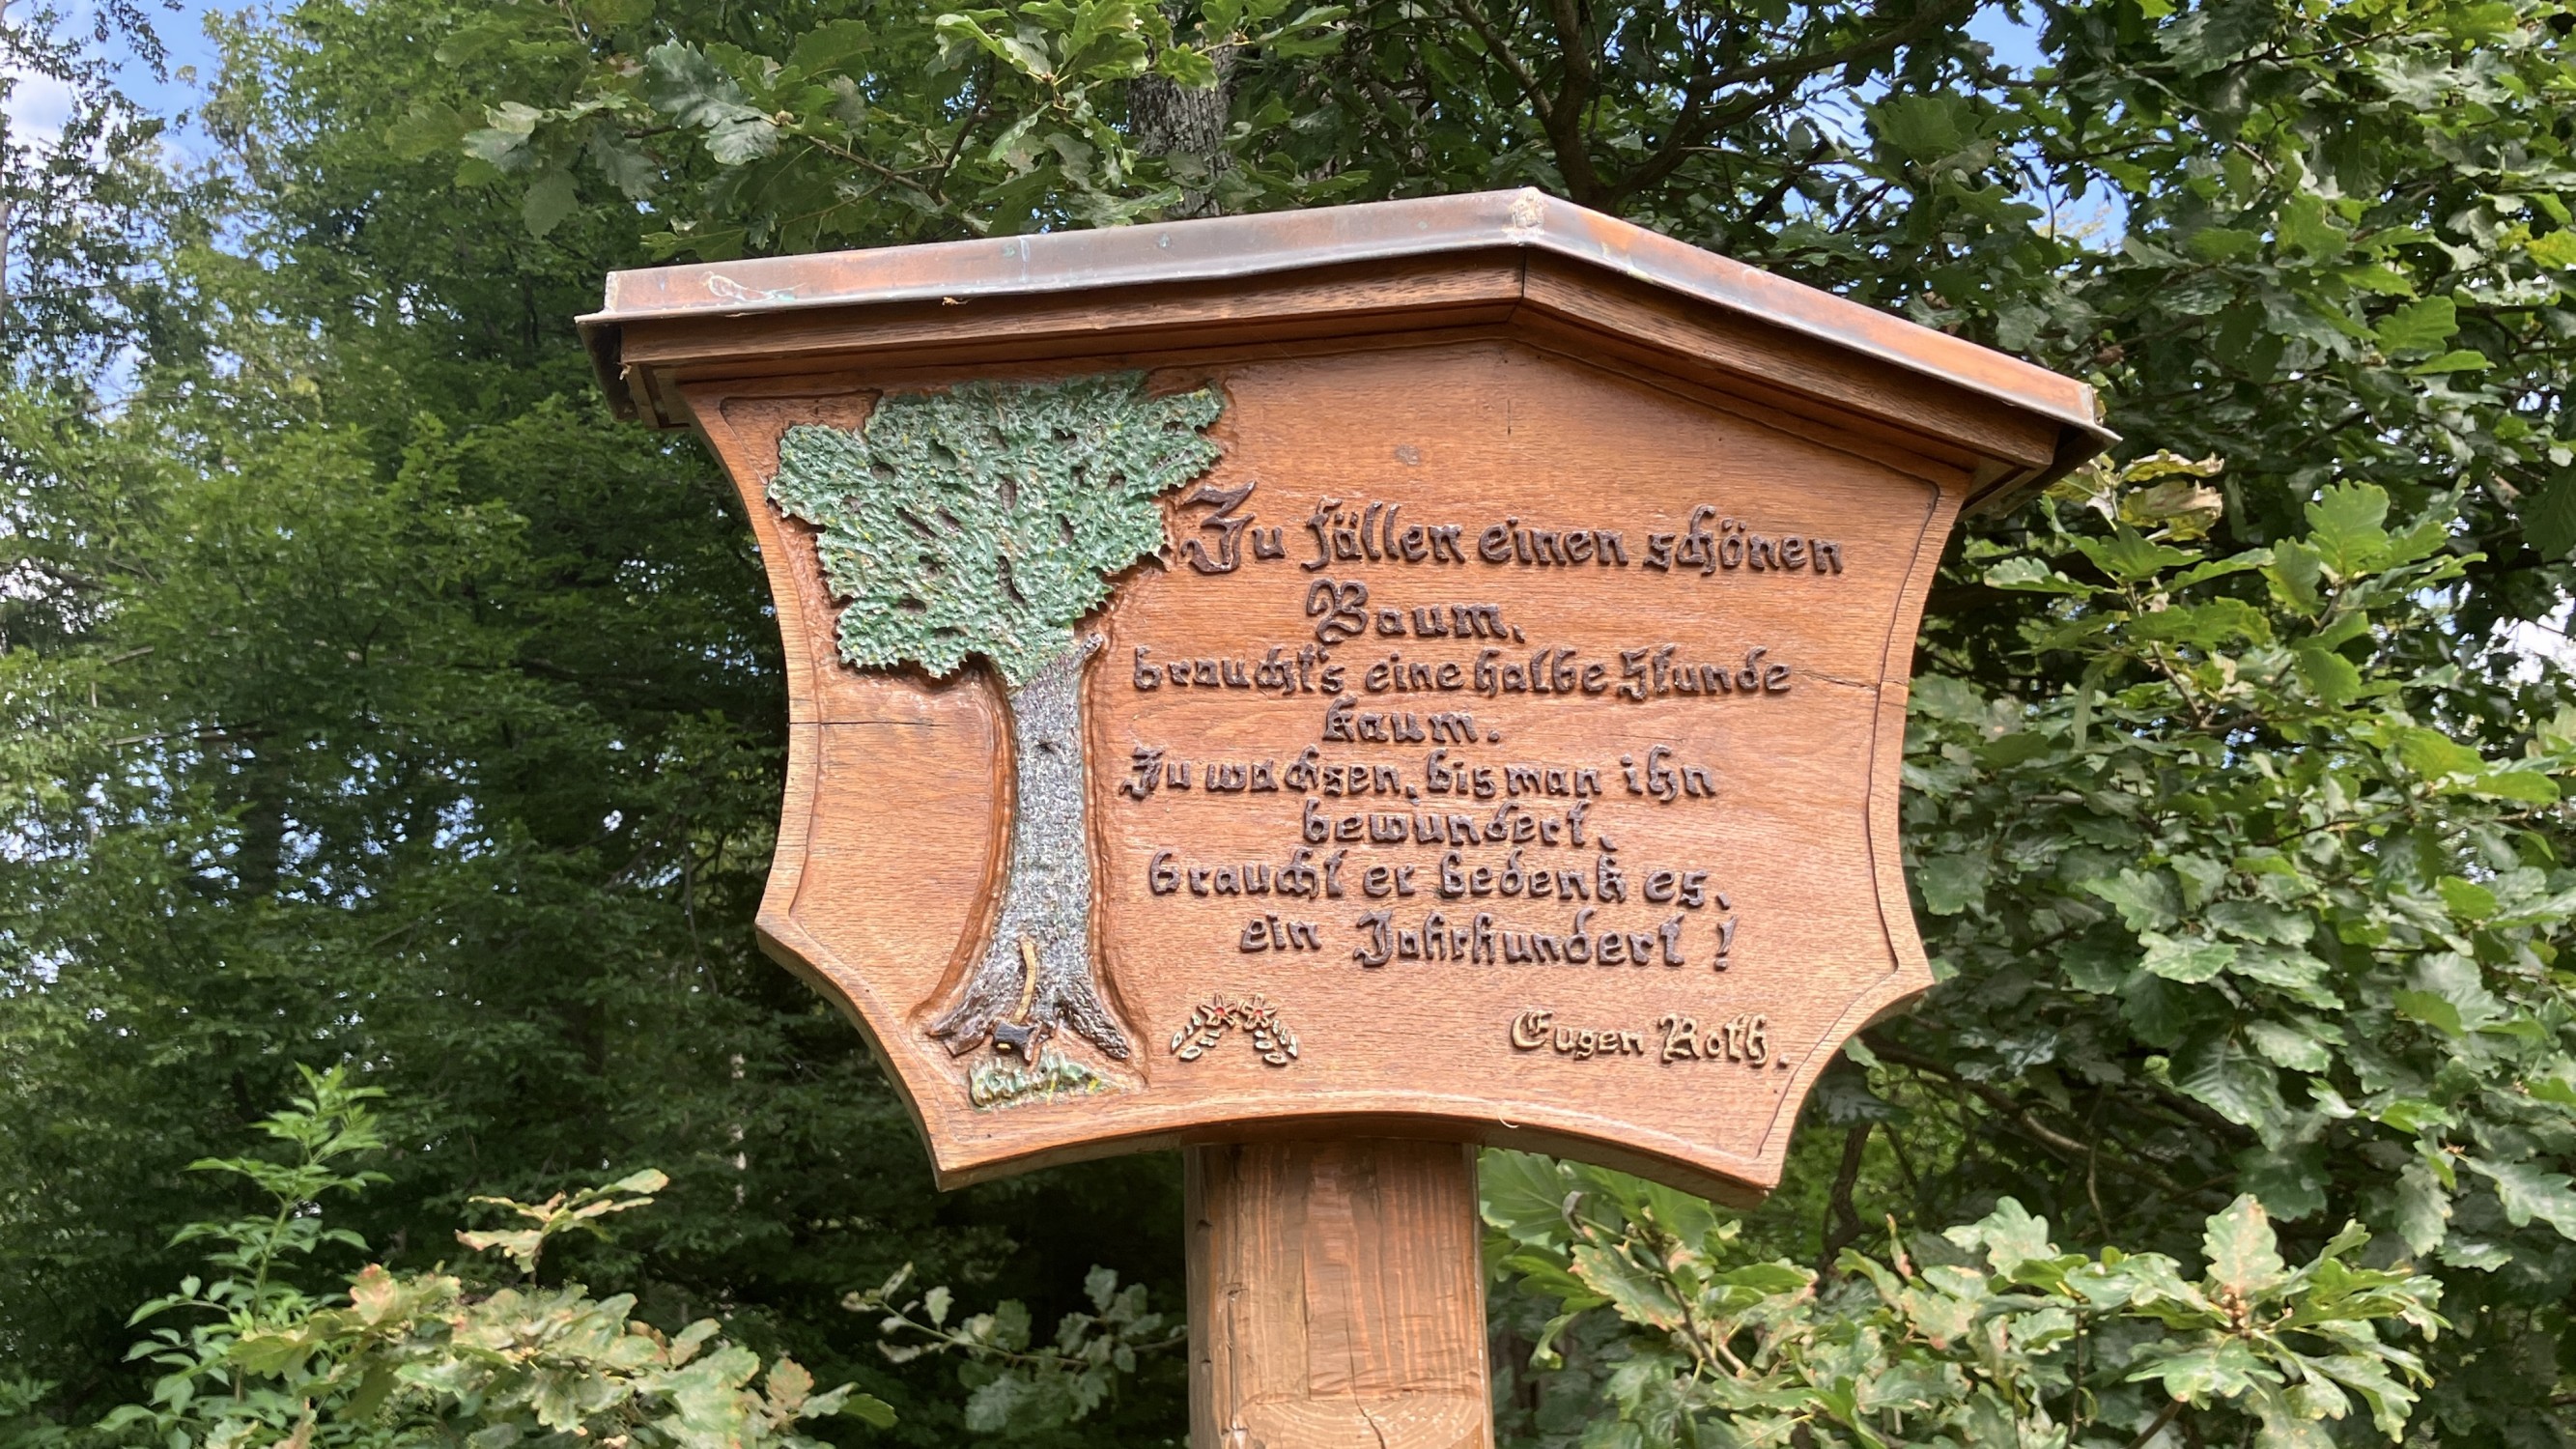 Zu fällen einen schönen
Baum,
braucht's eine halbe Stunde
kaum.
Zu wachsen, bis man ihn
bewundert,
braucht er bedenk es,
ein Jahrhundert!
Eugen Roth.